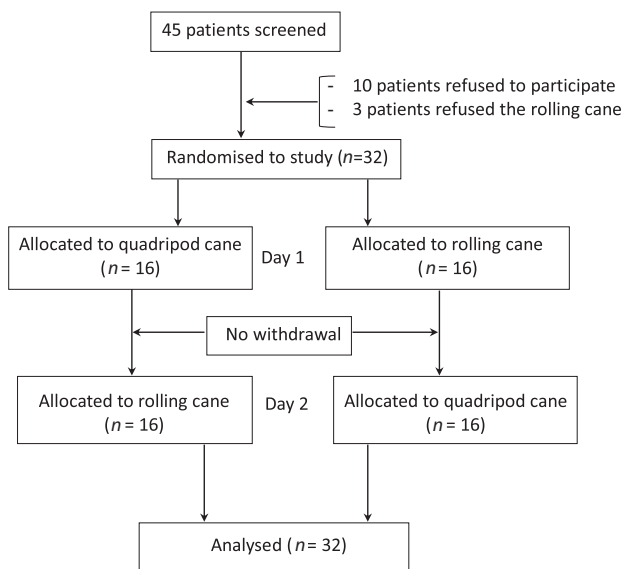 45 patients screened
- 10 patients refused to participate
- 3 patients refused the rolling cane
Randomised to study (n=32)
Allocated to quadripod cane
(n = 16)
Day 1
Allocated to rolling cane
(n = 16)
No withdrawal
Allocated to rolling cane
(n = 16)
Day 2
Allocated to quadripod cane
(n = 16)
Analysed (n = 32)